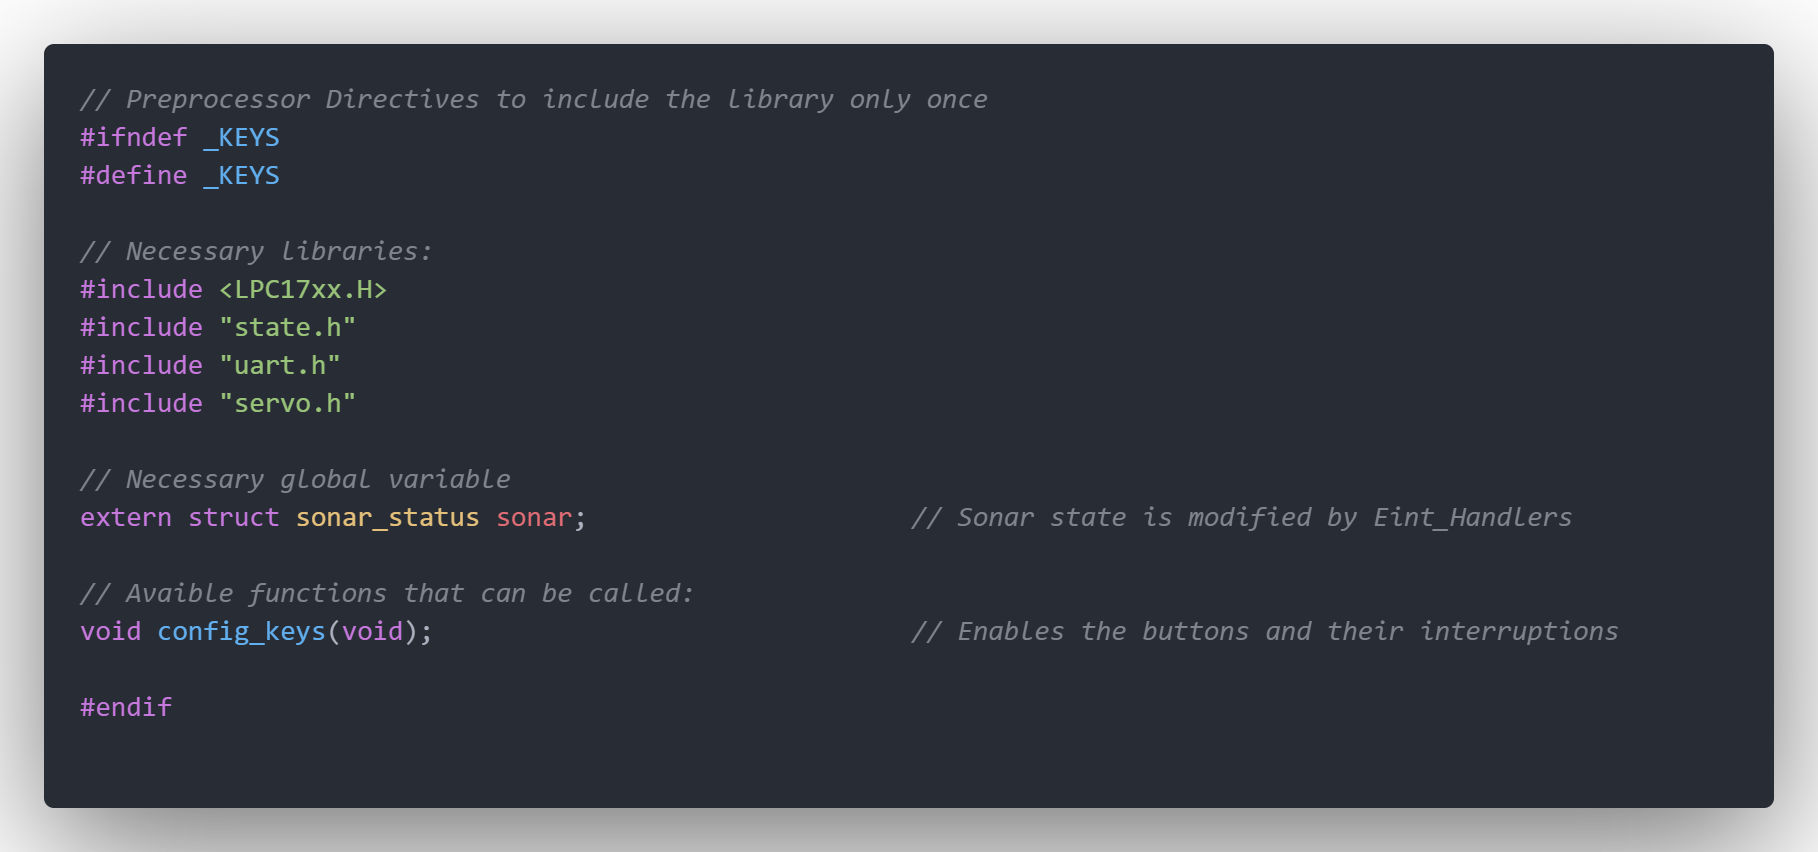 // Preprocessor Directives to include the library only once
#ifndef _KEYS
#define _KEYS
// Necessary libraries:
#include <LPC17xx.H>
#include "state.h"
#include "uart.h"
#include "servo.h"
// Necessary global variable
extern struct sonar_status sonar; // Sonar state is modified by Eint_Handlers
// Avaible functions that can be called:
void config_keys(void); // Enables the buttons and their interruptions
#endif